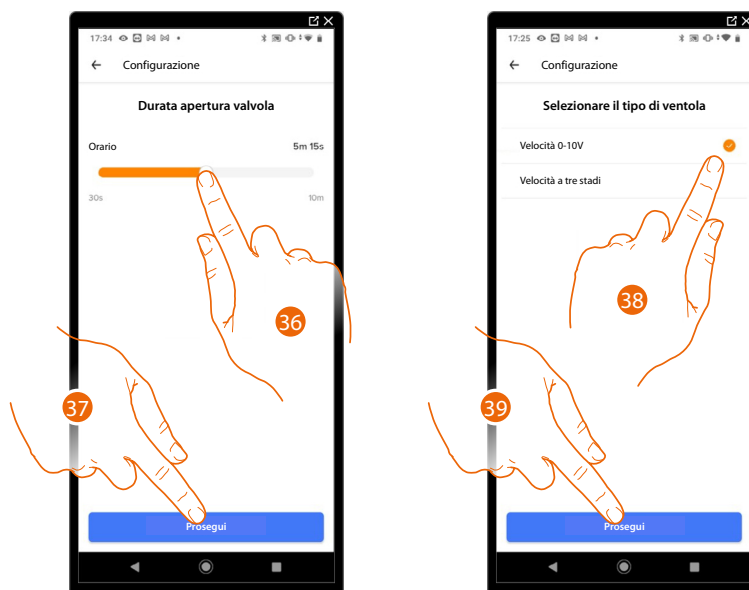 17:34
Configurazione
Durata apertura valvola
Orario 5m 15s
30s 10m
36
37
Prosegui
17:25
Configurazione
Selezionare il tipo di ventola
Velocità 0-10V
Velocità a tre stadi
38
39
Prosegui